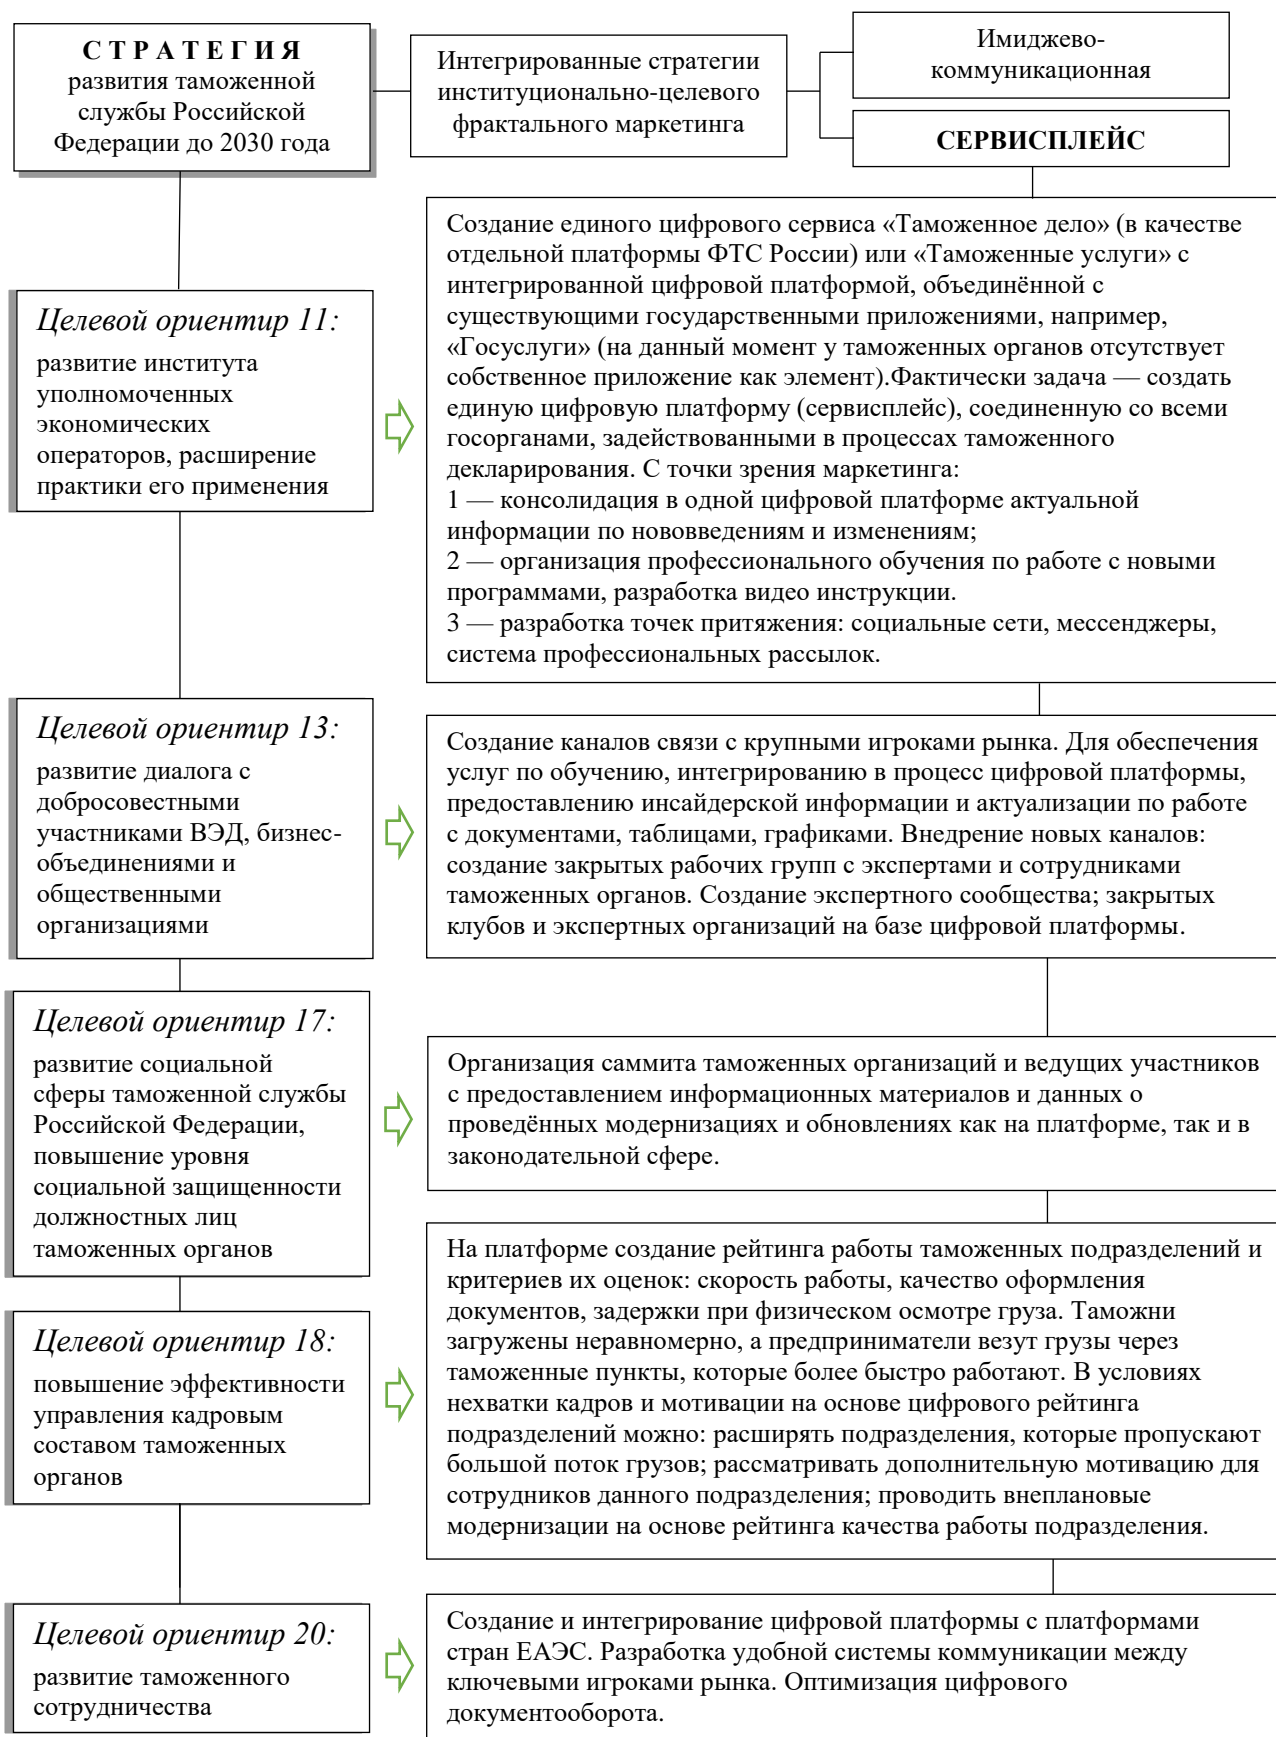 С Т Р А Т Е Г И Я
развития таможенной
службы Российской
Федерации до 2030 года
Интегрированные стратегии
институционально-целевого
фрактального маркетинга
Имиджево-
коммуникационная
СЕРВИСПЛЕЙС
Целевой ориентир 11:
развитие института
уполномоченных
экономических
операторов, расширение
практики его применения
Создание единого цифрового сервиса «Таможенное дело» (в качестве
отдельной платформы ФТС России) или «Таможенные услуги» с
интегрированной цифровой платформой, объединённой с
существующими государственными приложениями, например,
«Госуслуги» (на данный момент у таможенных органов отсутствует
собственное приложение как элемент).Фактически задача — создать
единую цифровую платформу (сервисплейс), соединенную со всеми
госорганами, задействованными в процессах таможенного
декларирования. С точки зрения маркетинга:
1 — консолидация в одной цифровой платформе актуальной
информации по нововведениям и изменениям;
2 — организация профессионального обучения по работе с новыми
программами, разработка видео инструкции.
3 — разработка точек притяжения: социальные сети, мессенджеры,
система профессиональных рассылок.
Целевой ориентир 13:
развитие диалога с
добросовестными
участниками ВЭД, бизнес-
объединениями и
общественными
организациями
Создание каналов связи с крупными игроками рынка. Для обеспечения
услуг по обучению, интегрированию в процесс цифровой платформы,
предоставлению инсайдерской информации и актуализации по работе
с документами, таблицами, графиками. Внедрение новых каналов:
создание закрытых рабочих групп с экспертами и сотрудниками
таможенных органов. Создание экспертного сообщества; закрытых
клубов и экспертных организаций на базе цифровой платформы.
Целевой ориентир 17:
развитие социальной
сферы таможенной службы
Российской Федерации,
повышение уровня
социальной защищенности
должностных лиц
таможенных органов
Организация саммита таможенных организаций и ведущих участников
с предоставлением информационных материалов и данных о
проведённых модернизациях и обновлениях как на платформе, так и в
законодательной сфере.
Целевой ориентир 18:
повышение эффективности
управления кадровым
составом таможенных
органов
На платформе создание рейтинга работы таможенных подразделений и
критериев их оценок: скорость работы, качество оформления
документов, задержки при физическом осмотре груза. Таможни
загружены неравномерно, а предприниматели везут грузы через
таможенные пункты, которые более быстро работают. В условиях
нехватки кадров и мотивации на основе цифрового рейтинга
подразделений можно: расширять подразделения, которые пропускают
большой поток грузов; рассматривать дополнительную мотивацию для
сотрудников данного подразделения; проводить внеплановые
модернизации на основе рейтинга качества работы подразделения.
Целевой ориентир 20:
развитие таможенного
сотрудничества
Создание и интегрирование цифровой платформы с платформами
стран ЕАЭС. Разработка удобной системы коммуникации между
ключевыми игроками рынка. Оптимизация цифрового
документооборота.